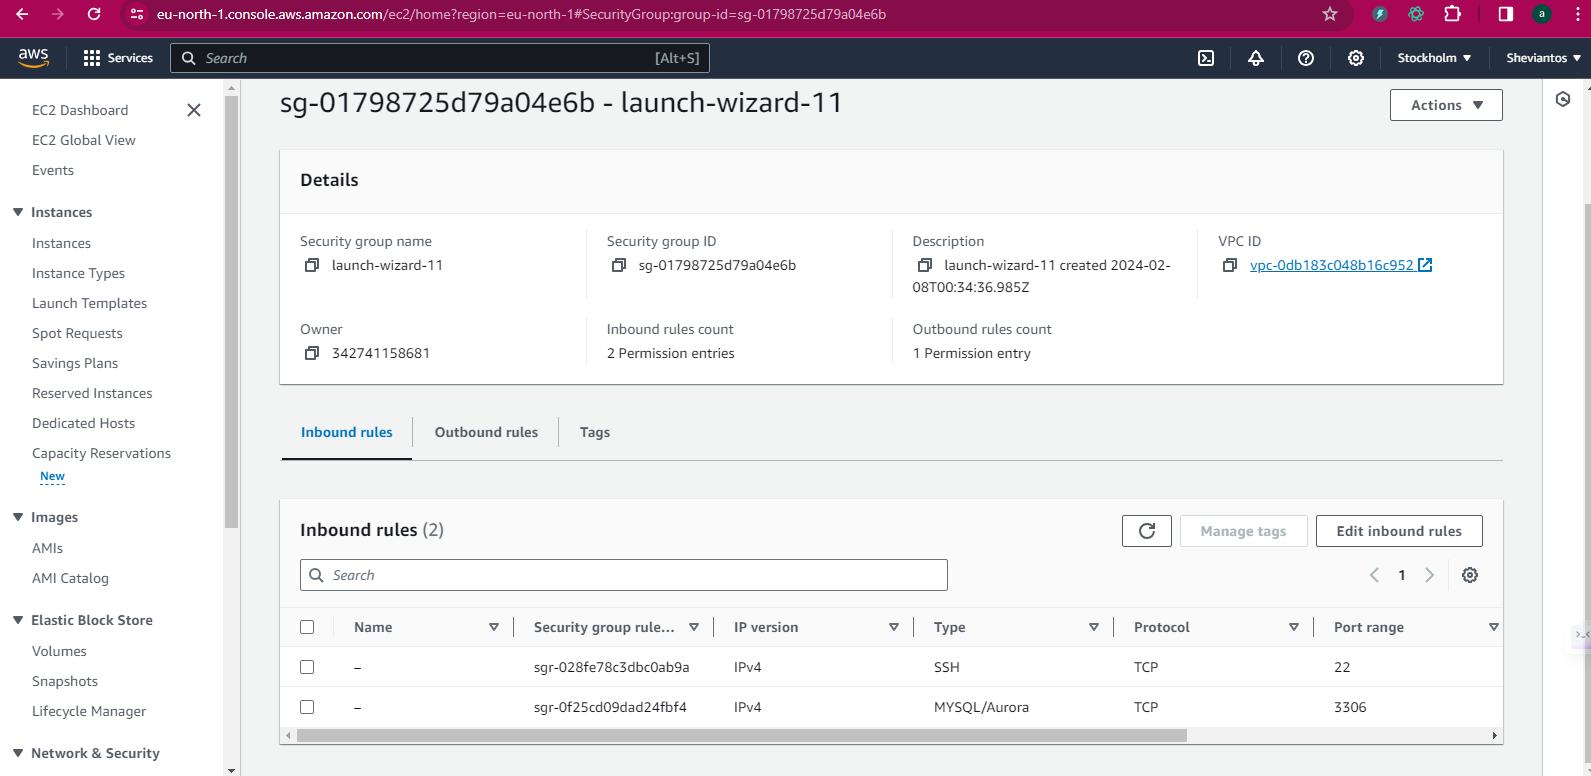 eu-north-1.console.aws.amazon.com/ec2/home?region=eu-north-1#SecurityGroup:group-id=sg-01798725d79a04e6b
a
aws
Services
Search
[Alt+S]
Stockholm
Sheviantos
EC2 Dashboard
EC2 Global View
Events
Instances
Instances
Instance Types
Launch Templates
Spot Requests
Savings Plans
Reserved Instances
Dedicated Hosts
Capacity Reservations
New
Images
AMIs
AMI Catalog
Elastic Block Store
Volumes
Snapshots
Lifecycle Manager
Network & Security
sg-01798725d79a04e6b - launch-wizard-11
Actions
Details
Security group name
launch-wizard-11
Security group ID
sg-01798725d79a04e6b
Description
launch-wizard-11 created 2024-02-
08T00:34:36.985Z
VPC ID
vpc-0db183c048b16c952
Owner
342741158681
Inbound rules count
2 Permission entries
Outbound rules count
1 Permission entry
Inbound rules
Outbound rules
Tags
Inbound rules (2)
Manage tags
Edit inbound rules
Search
1
Name Security group rule... IP version Type Protocol Port range
– sgr-028fe78c3dbc0ab9a IPv4 SSH TCP 22
– sgr-0f25cd09dad24fbf4 IPv4 MYSQL/Aurora TCP 3306